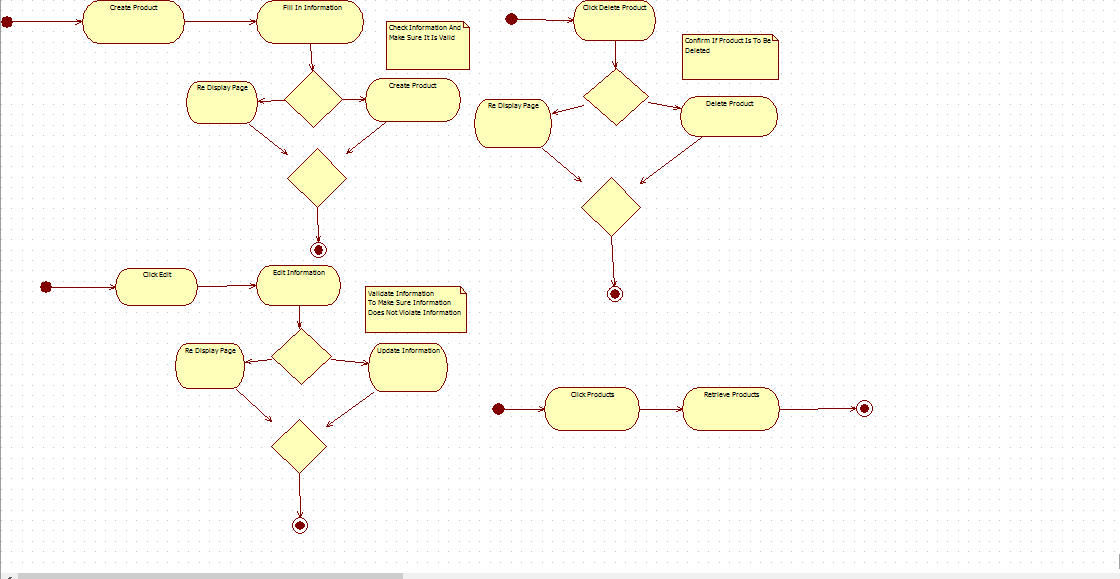 Create Product
Fill In Information
Check Information And
Make Sure It Is Valid
Re Display Page
Create Product
Click Delete Product
Confirm If Product Is To Be
Deleted
Re Display Page
Delete Product
Click Edit
Edit Information
Validate Information
To Make Sure Information
Does Not Violate Information
Re Display Page
Update Information
Click Products
Retrieve Products